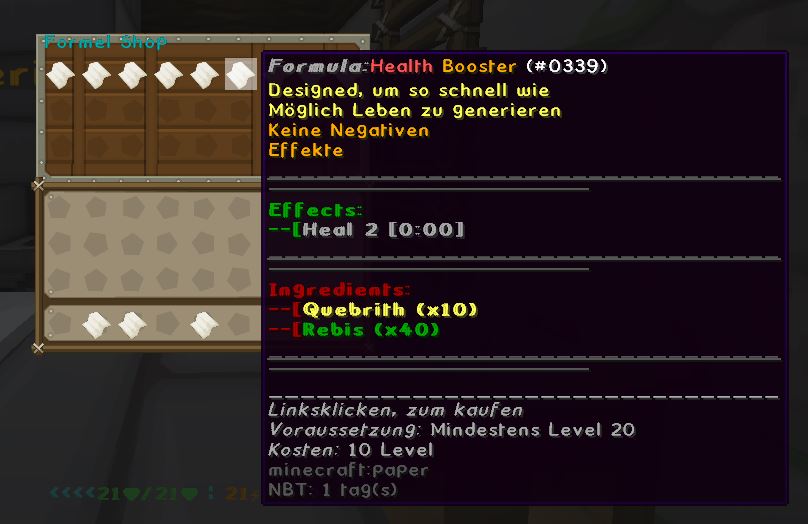 Formel Shop
Formula:Health Booster (#0339)
Designed, um so schnell wie
Möglich Leben zu generieren
Keine Negativen
Effekte
Effects:
--[Heal 2 [0:00]
Ingredients:
--[Quebrith (x10)
--[Rebis (x40)
Linksklicken, zum kaufen
Voraussetzung: Mindestens Level 20
Kosten: 10 Level
minecraft:paper
NBT: 1 tag(s)
<<<<21♥/21♥ : 21